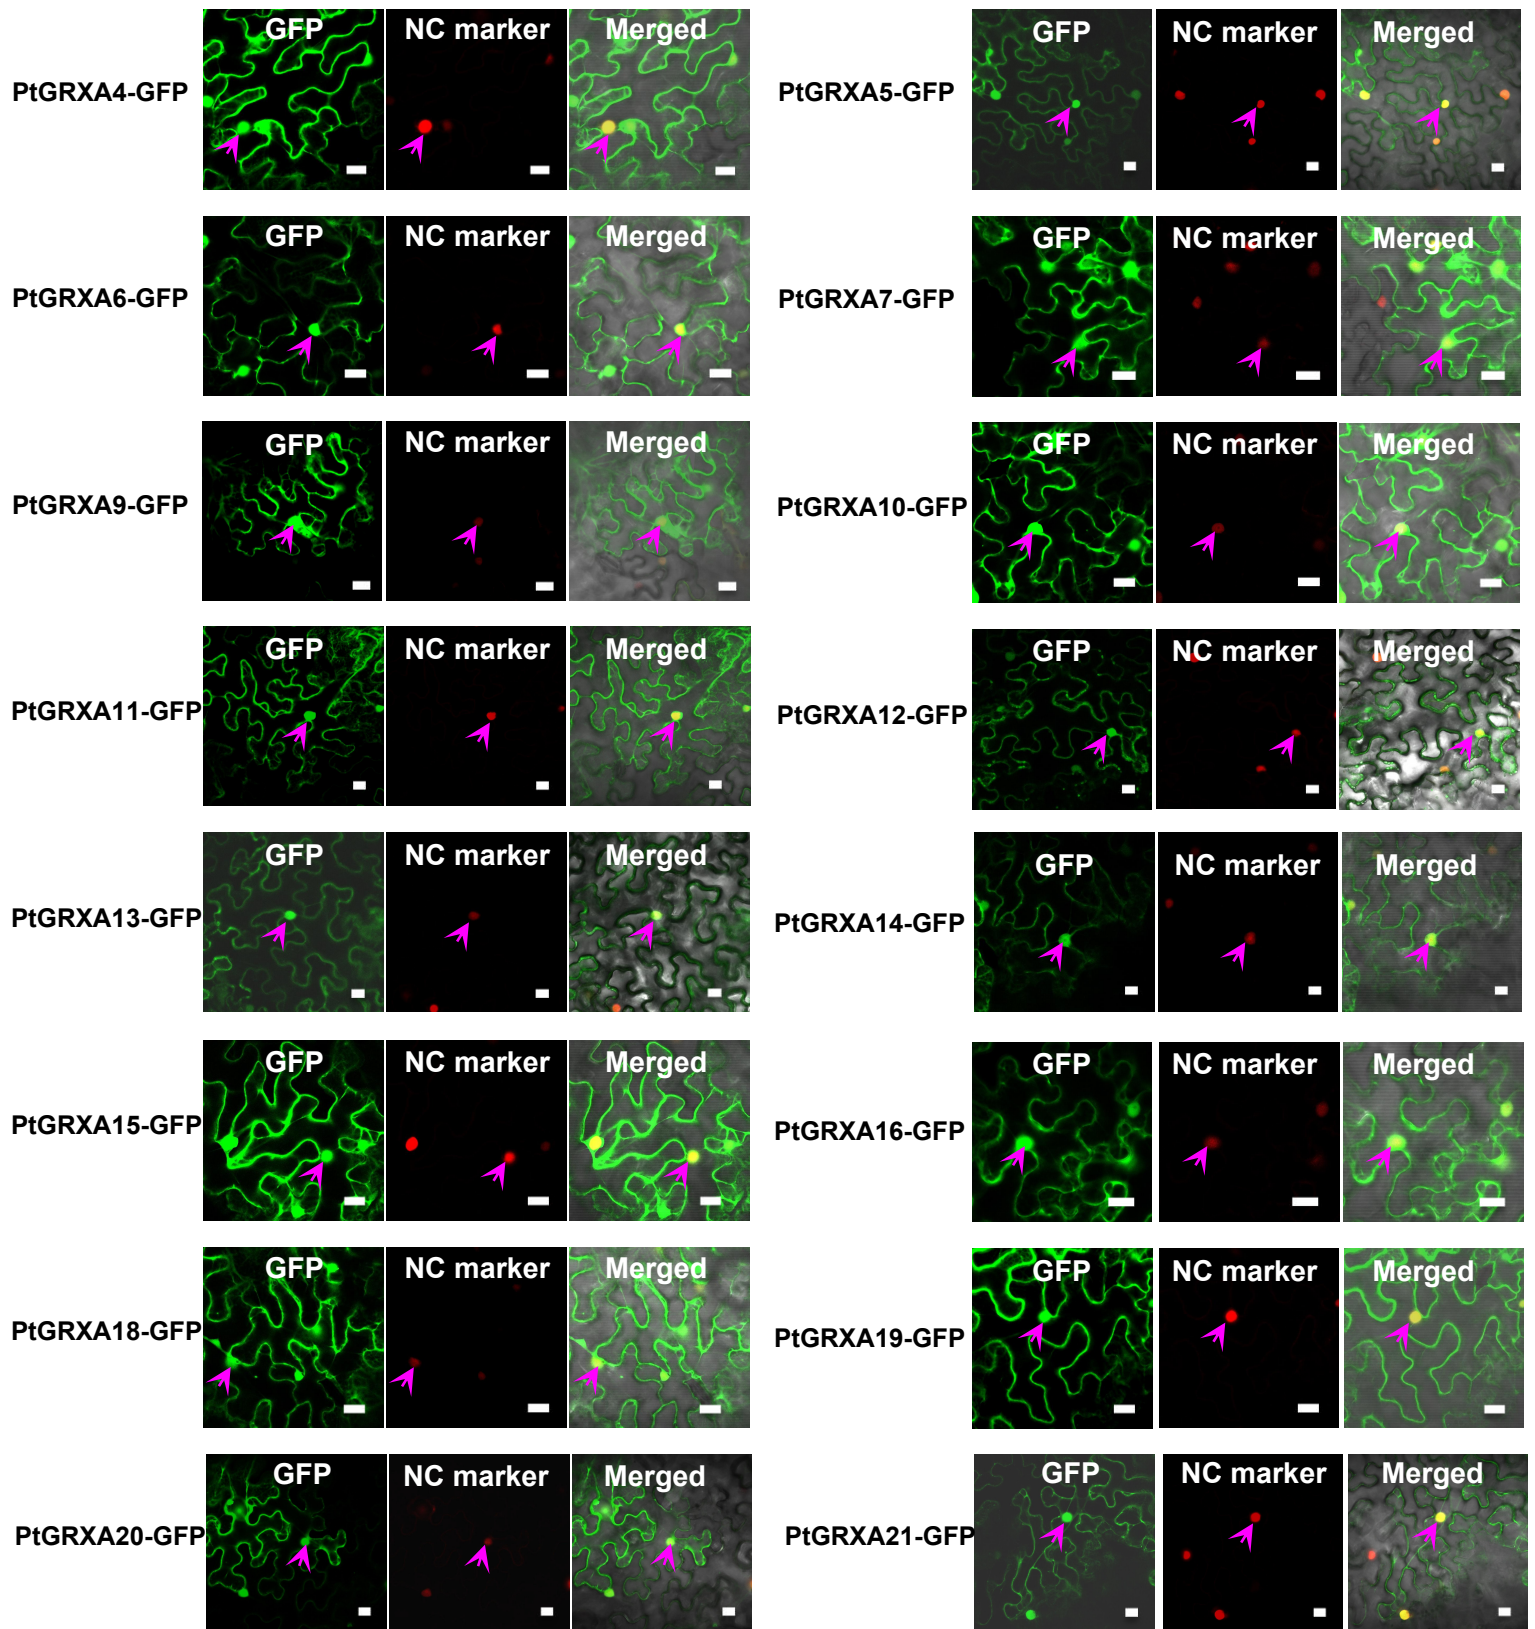 GFP NC marker Merged GFP NC marker Merged
PtGRXA4-GFP PtGRXA5-GFP
GFP NC marker Merged GFP NC marker Merged
PtGRXA6-GFP PtGRXA7-GFP
GFP NC marker Merged GFP NC marker Merged
PtGRXA9-GFP PtGRXA10-GFP
GFP NC marker Merged GFP NC marker Merged
PtGRXA11-GFP PtGRXA12-GFP
GFP NC marker Merged GFP NC marker Merged
PtGRXA13-GFP PtGRXA14-GFP
GFP NC marker Merged GFP NC marker Merged
PtGRXA15-GFP PtGRXA16-GFP
GFP NC marker Merged GFP NC marker Merged
PtGRXA18-GFP PtGRXA19-GFP
GFP NC marker Merged GFP NC marker Merged
PtGRXA20-GFP PtGRXA21-GFP